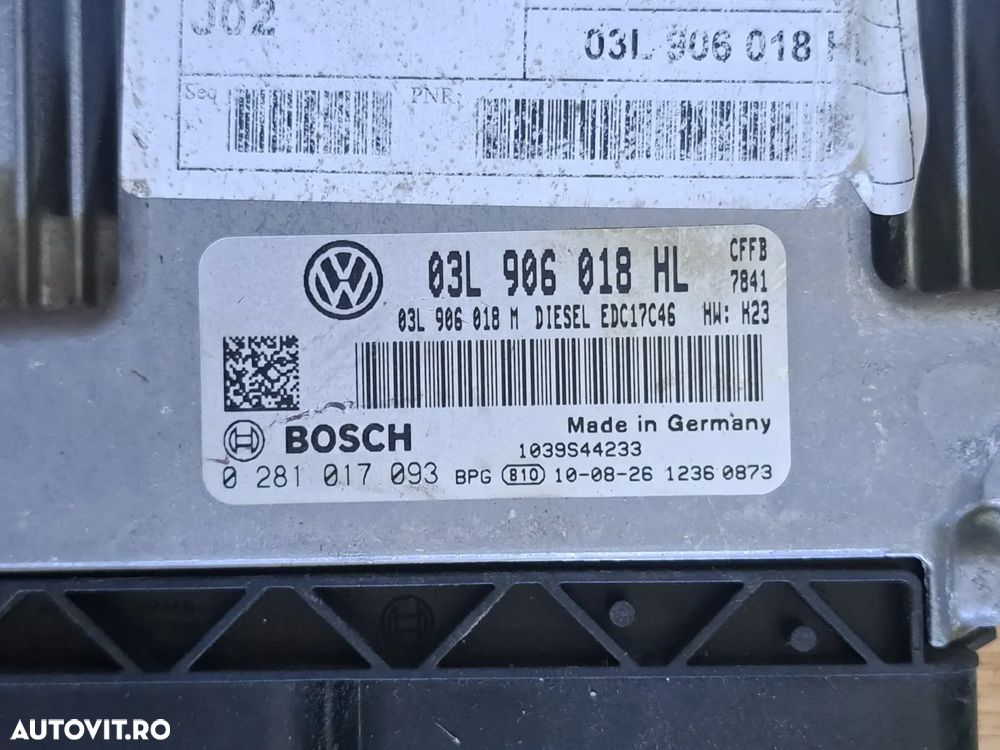 J02
03L 906 018 HL
Seq
PNR:
03L 906 018 HL
CFFB
7841
03L 906 018 M DIESEL EDC17C46 HW: H23
Made in Germany
BOSCH
1039S44233
0 281 017 093 BPG 810 10-08-26 1236 0873
AUTOVIT.RO